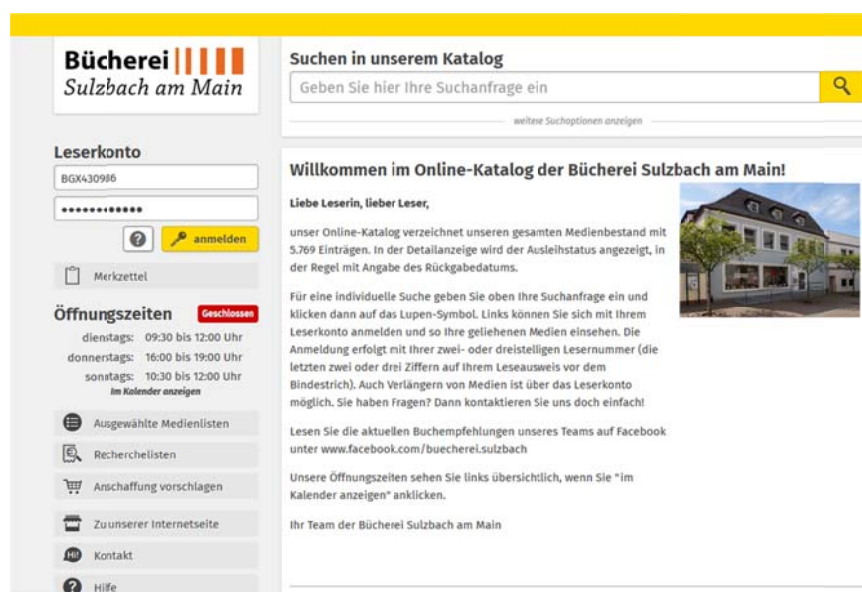 Bücherei
Sulzbach am Main
Suchen in unserem Katalog
Geben Sie hier Ihre Suchanfrage ein
weitere Suchoptionen anzeigen
Leserkonto
BGX430986
anmelden
Merkzettel
Öffnungszeiten Geschlossen
dienstags: 09:30 bis 12:00 Uhr
donnerstags: 16:00 bis 19:00 Uhr
sonntags: 10:30 bis 12:00 Uhr
Im Kalender anzeigen
Ausgewählte Medienlisten
Recherchelisten
Anschaffung vorschlagen
Zu unserer Internetseite
Hi! Kontakt
? Hilfe
Willkommen im Online-Katalog der Bücherei Sulzbach am Main!
Liebe Leserin, lieber Leser,
unser Online-Katalog verzeichnet unseren gesamten Medienbestand mit
5.769 Einträgen. In der Detailanzeige wird der Ausleihstatus angezeigt, in
der Regel mit Angabe des Rückgabedatums.
Für eine individuelle Suche geben Sie oben Ihre Suchanfrage ein und
klicken dann auf das Lupen-Symbol. Links können Sie sich mit Ihrem
Leserkonto anmelden und so Ihre geliehenen Medien einsehen. Die
Anmeldung erfolgt mit Ihrer zwei- oder dreistelligen Lesernummer (die
letzten zwei oder drei Ziffern auf Ihrem Leseausweis vor dem
Bindestrich). Auch Verlängern von Medien ist über das Leserkonto
möglich. Sie haben Fragen? Dann kontaktieren Sie uns doch einfach!
Lesen Sie die aktuellen Buchempfehlungen unseres Teams auf Facebook
unter www.facebook.com/buecherei.sulzbach
Unsere Öffnungszeiten sehen Sie links übersichtlich, wenn Sie "im
Kalender anzeigen" anklicken.
Ihr Team der Bücherei Sulzbach am Main